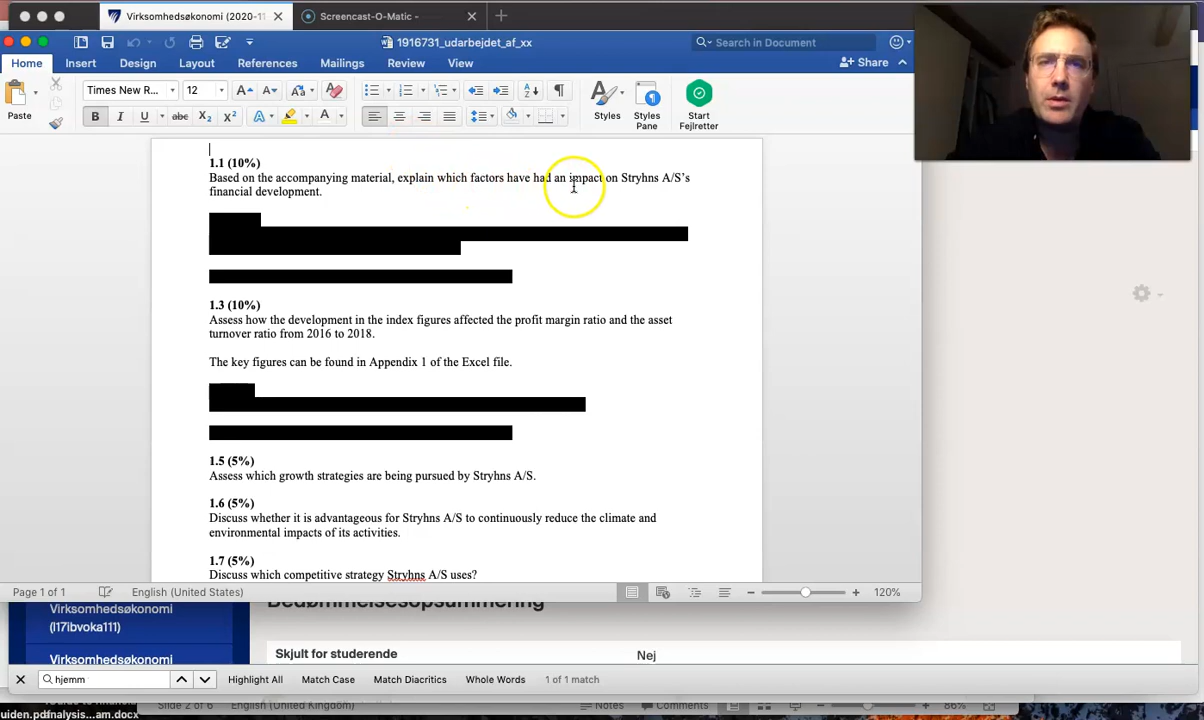 Virksomhedsøkonomi (2020-11
Screencast-O-Matic -
1916731_udarbejdet_af_xx
Search in Document
Home Insert Design Layout References Mailings Review View
Share
Paste
Times New R... 12
Styles
Styles Pane
Start Fejlretter
1.1 (10%)
Based on the accompanying material, explain which factors have had an impact on Stryhns A/S's
financial development.
1.3 (10%)
Assess how the development in the index figures affected the profit margin ratio and the asset
turnover ratio from 2016 to 2018.
The key figures can be found in Appendix 1 of the Excel file.
1.5 (5%)
Assess which growth strategies are being pursued by Stryhns A/S.
1.6 (5%)
Discuss whether it is advantageous for Stryhns A/S to continuously reduce the climate and
environmental impacts of its activities.
1.7 (5%)
Discuss which competitive strategy Stryhns A/S uses?
Page 1 of 1
English (United States)
120%
Virksomhedsøkonomi
(l17ibvoka111)
Virksomhedsøkonomi
Bedømmelsesopsummering
Skjult for studerende
Nej
hjemm
Highlight All Match Case Match Diacritics Whole Words 1 of 1 match
Slide 2 of 6
English (United Kingdom)
Notes
Comments
86%